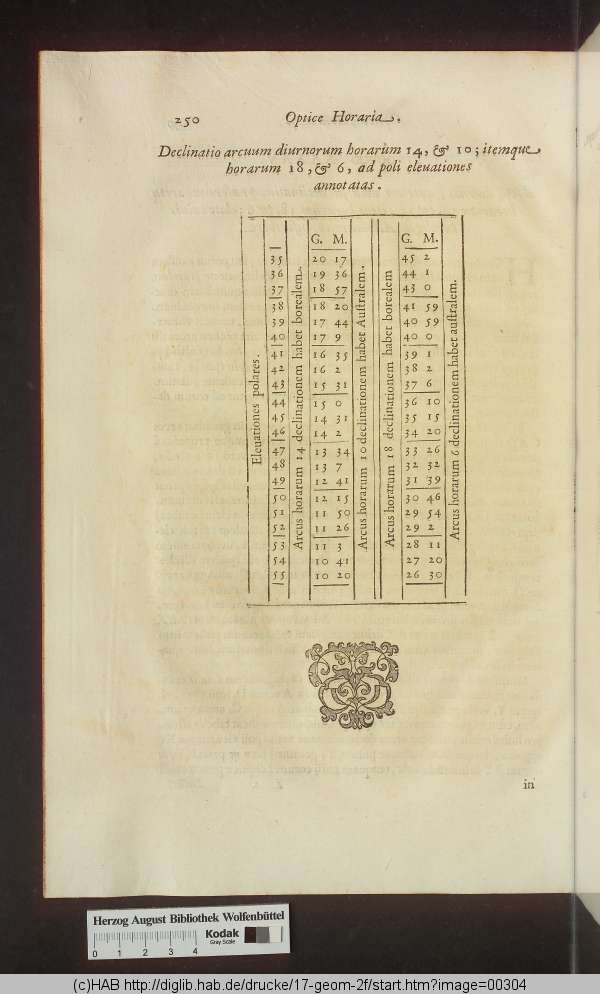 250 Optice Horaria.
Declinatio arcuum diurnorum horarum 14, & 10; itemque
horarum 18, & 6, ad poli eleuationes
annotatas.
Eleuationes polares.
Arcus horarum 14 declinationem habet borealem.
Arcus horarum 10 declinationem habet Auſtralem.
Arcus horarum 18 declinationem habet borealem
Arcus horarum 6 declinationem habet auſtralem.
G. M. G. M.
35 20 17 45 2
36 19 36 44 1
37 18 57 43 0
38 18 20 41 59
39 17 44 40 59
40 17 9 40 0
41 16 35 39 1
42 16 2 38 2
43 15 31 37 6
44 15 0 36 10
45 14 31 35 15
46 14 2 34 20
47 13 34 33 26
48 13 7 32 32
49 12 41 31 39
50 12 15 30 46
51 11 50 29 54
52 11 26 29 2
53 11 3 28 11
54 10 41 27 20
55 10 20 26 30
in
Herzog August Bibliothek Wolfenbüttel
Kodak
Gray Scale
0 1 2 3 4
(c)HAB http://diglib.hab.de/drucke/17-geom-2f/start.htm?image=00304